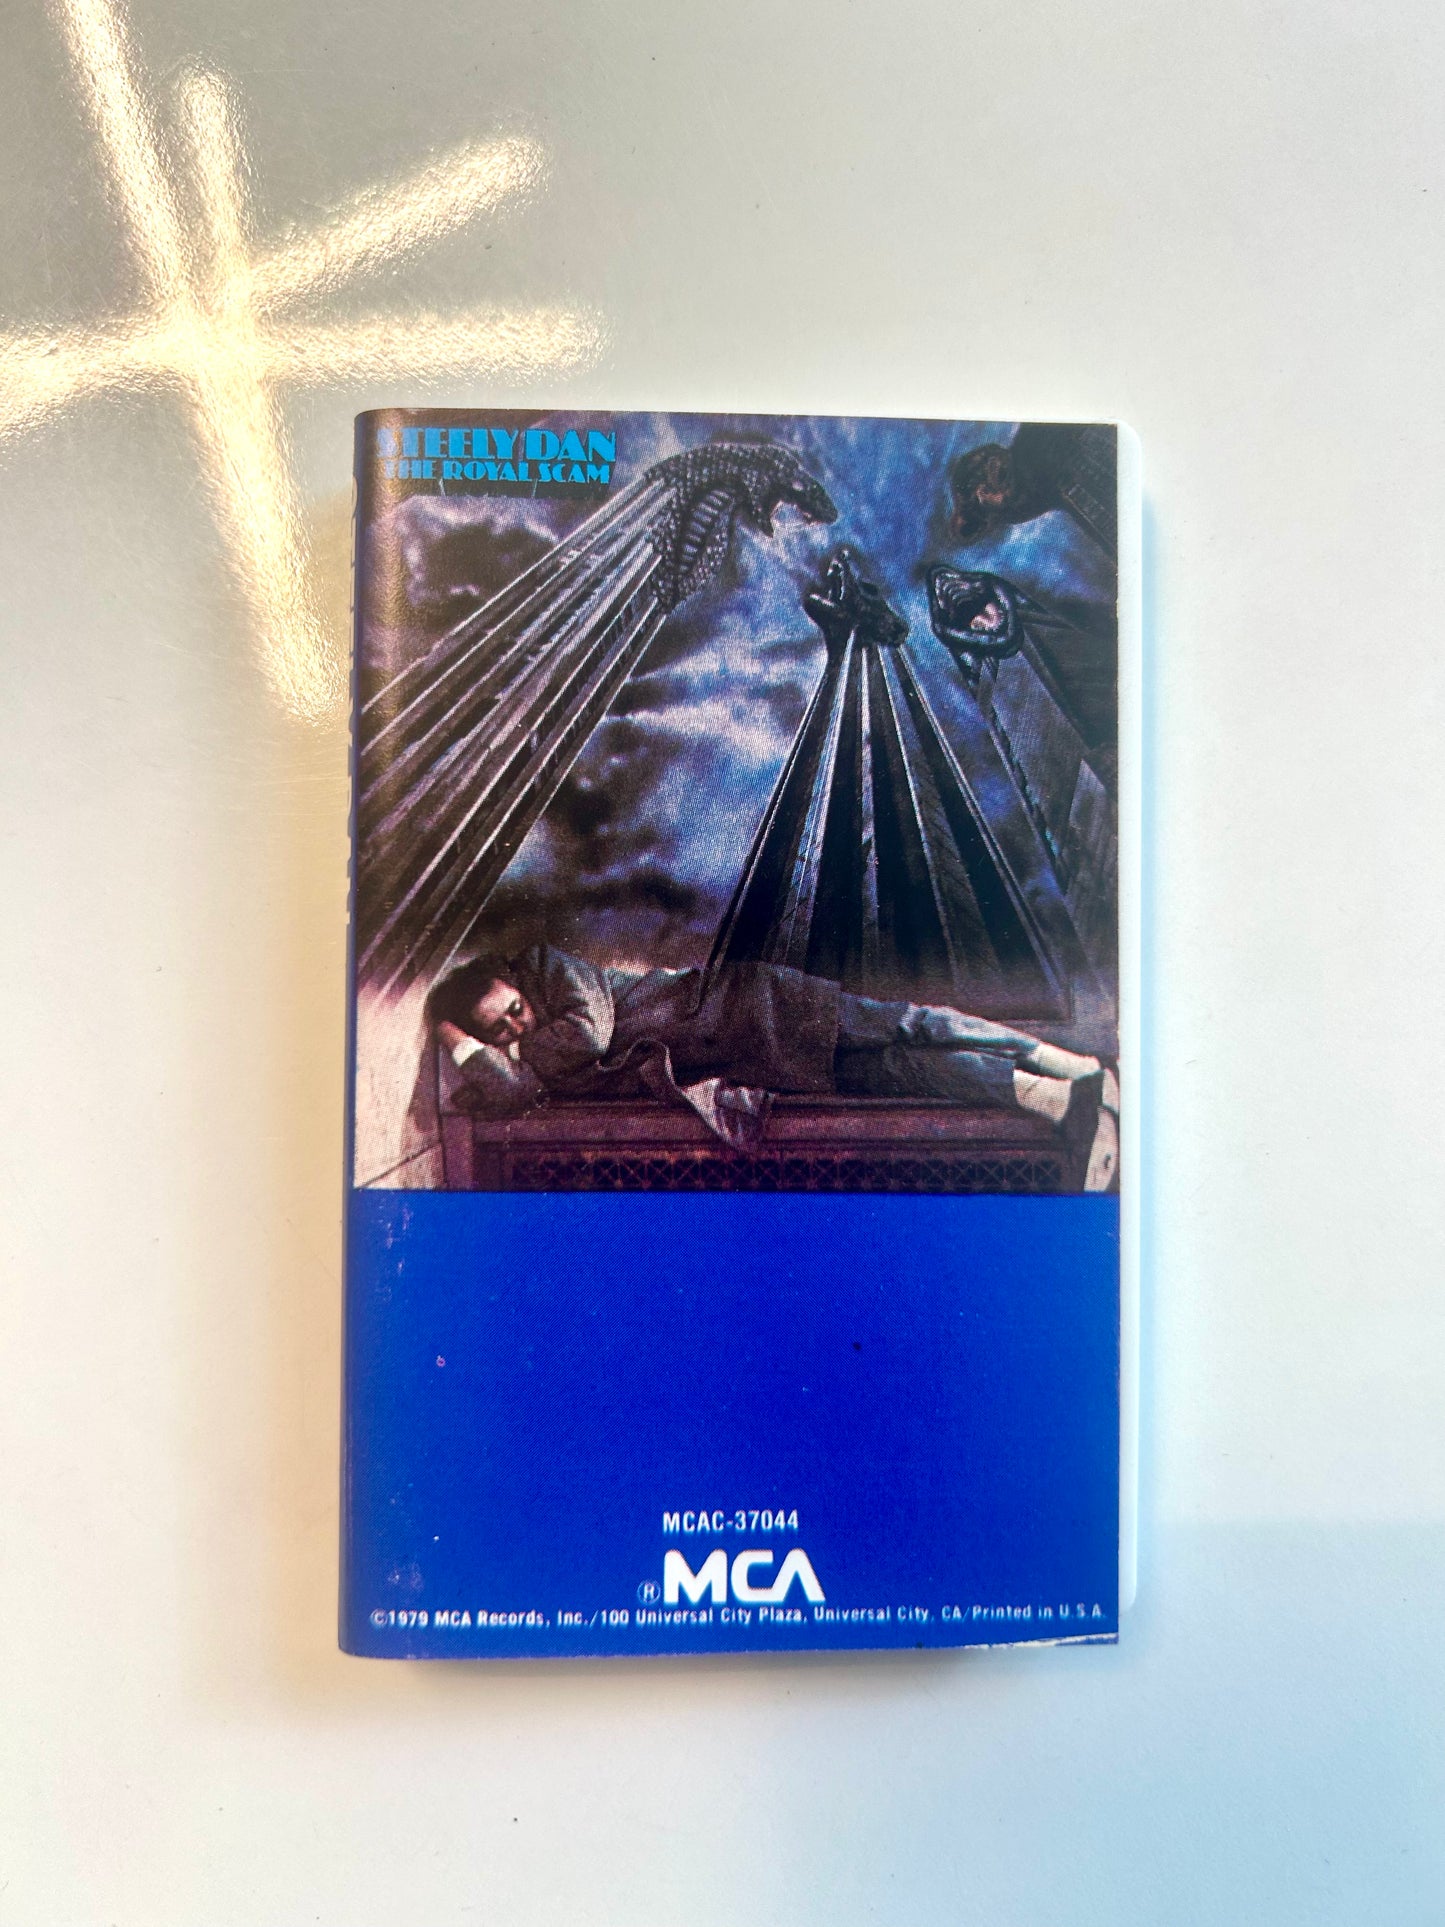 STEELY DAN
THE ROYAL SCAM
MCAC-37044
® MCA
©1979 MCA Records, Inc./100 Universal City Plaza, Universal City, CA/Printed in U.S.A.